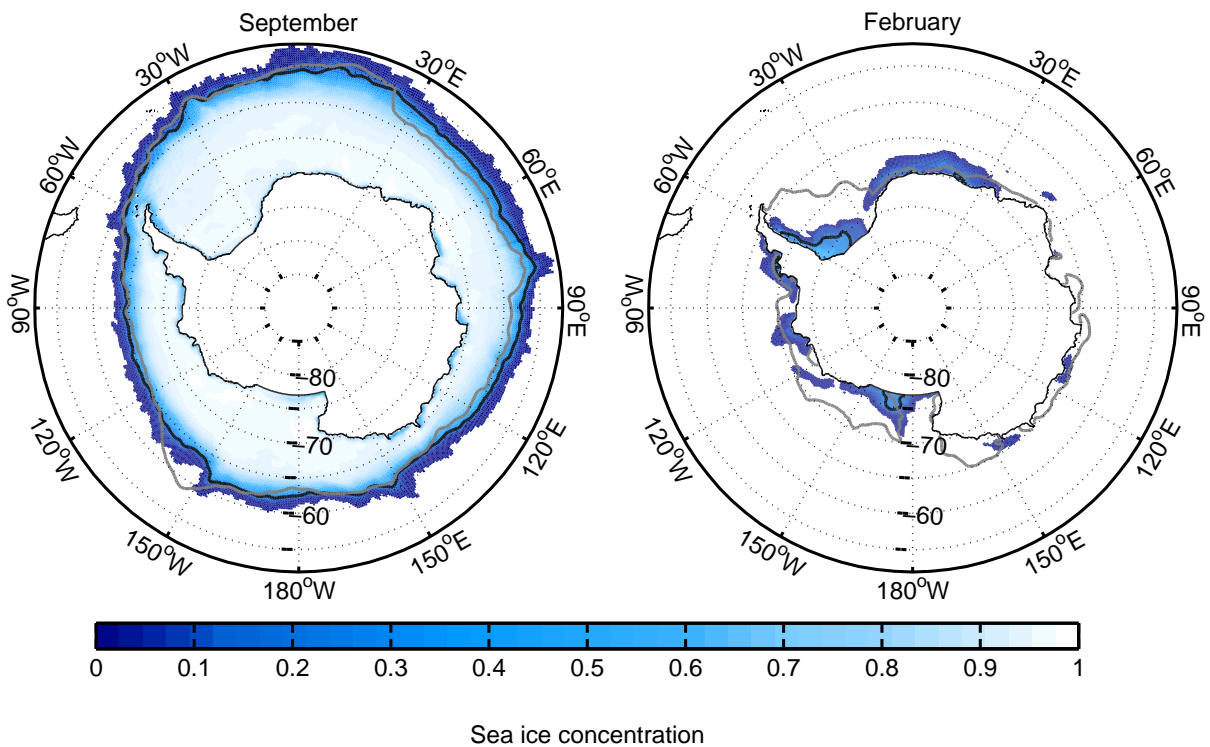 September
February
30°W
30°E
60°W
60°E
90°W
90°E
120°W
120°E
150°W
150°E
180°W
−80
−70
−60
30°W
30°E
60°W
60°E
90°W
90°E
120°W
120°E
150°W
150°E
180°W
−80
−70
−60
0 0.1 0.2 0.3 0.4 0.5 0.6 0.7 0.8 0.9 1
Sea ice concentration